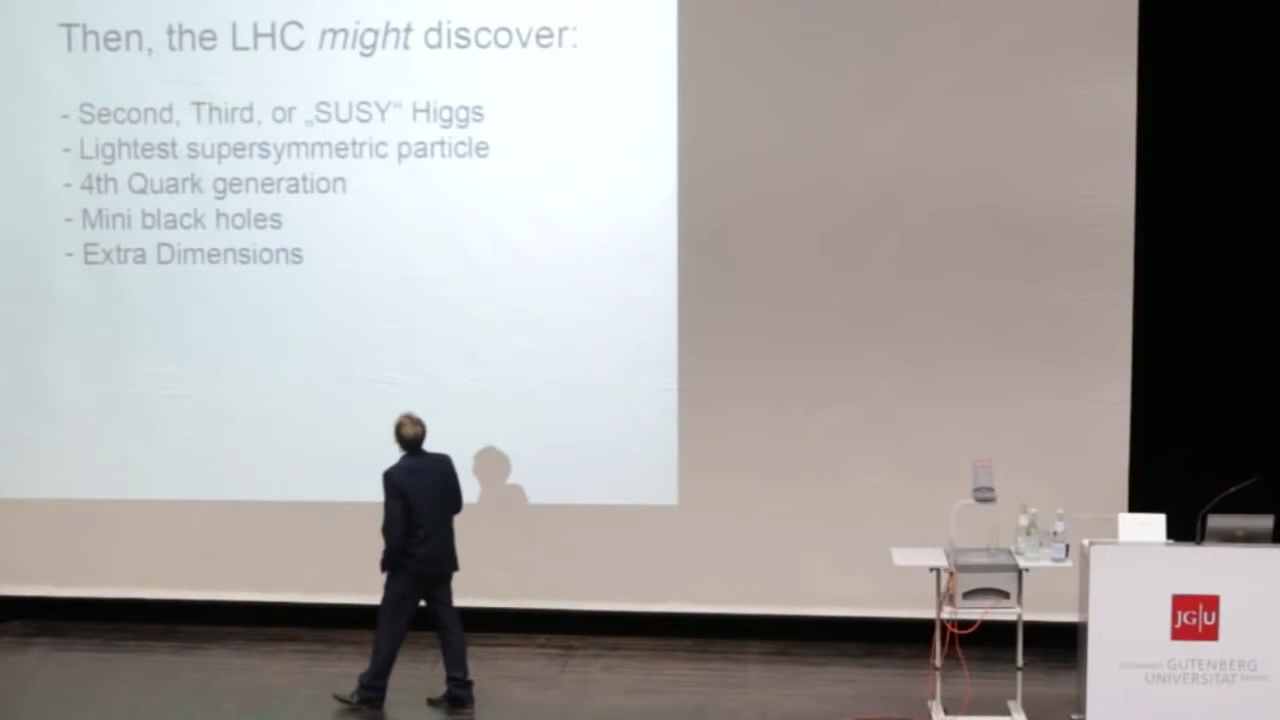 Then, the LHC might discover:
- Second, Third, or „SUSY“ Higgs
- Lightest supersymmetric particle
- 4th Quark generation
- Mini black holes
- Extra Dimensions
JG|U
GUTENBERG
UNIVERSITÄT